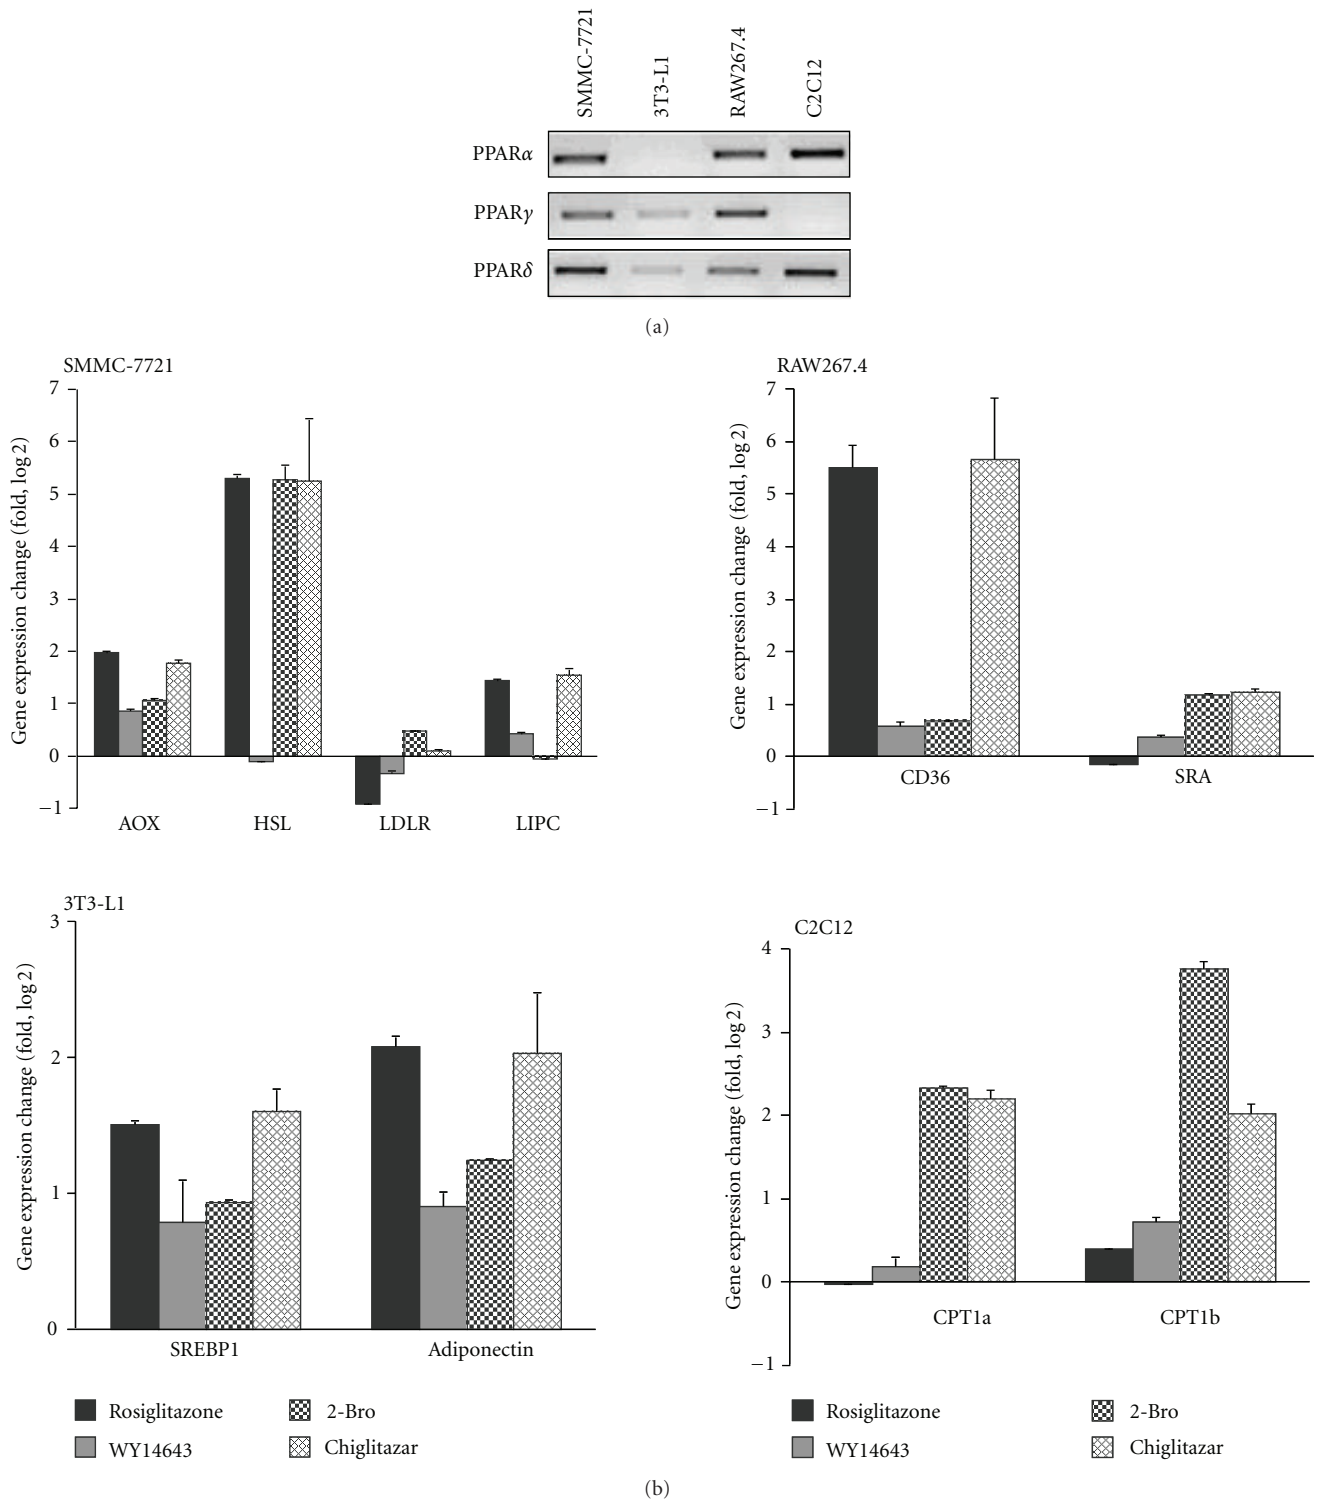 SMMC-7721
3T3-L1
RAW267.4
C2C12
PPARα
PPARγ
PPARδ
(a)
SMMC-7721
Gene expression change (fold, log 2)
7
6
5
4
3
2
1
0
−1
AOX HSL LDLR LIPC
RAW267.4
Gene expression change (fold, log 2)
7
6
5
4
3
2
1
0
−1
CD36 SRA
3T3-L1
Gene expression change (fold, log 2)
3
2
1
0
SREBP1 Adiponectin
C2C12
Gene expression change (fold, log 2)
4
3
2
1
0
−1
CPT1a CPT1b
Rosiglitazone 2-Bro
WY14643 Chiglitazar
Rosiglitazone 2-Bro
WY14643 Chiglitazar
(b)